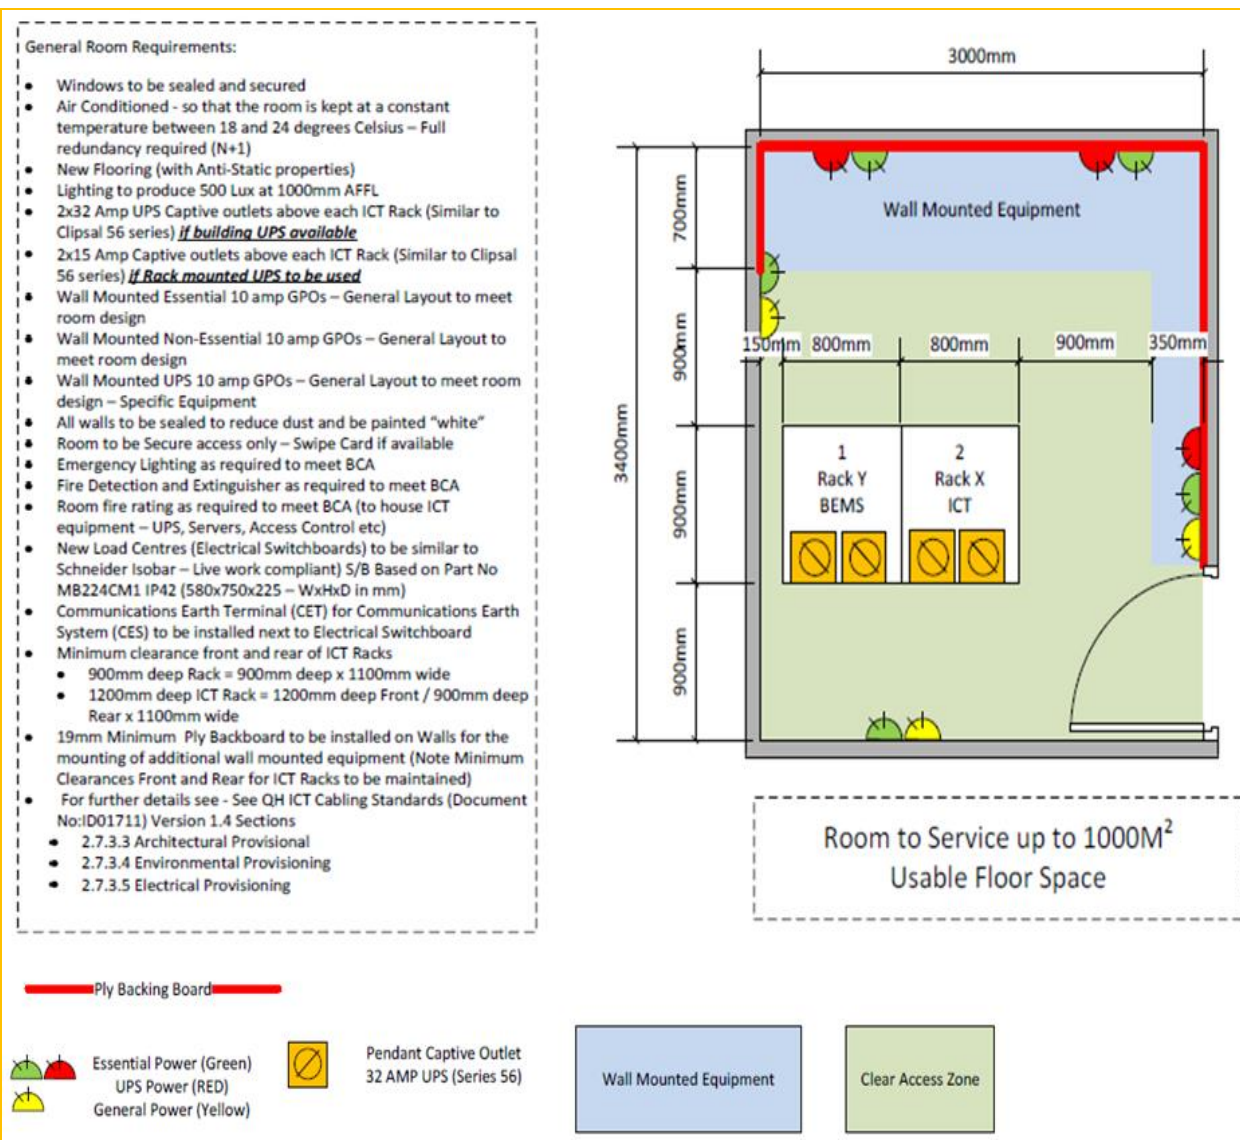 General Room Requirements:
Windows to be sealed and secured
Air Conditioned - so that the room is kept at a constant
temperature between 18 and 24 degrees Celsius – Full
redundancy required (N+1)
New Flooring (with Anti-Static properties)
Lighting to produce 500 Lux at 1000mm AFFL
2x32 Amp UPS Captive outlets above each ICT Rack (Similar to
Clipsal 56 series) if building UPS available
2x15 Amp Captive outlets above each ICT Rack (Similar to Clipsal
56 series) if Rack mounted UPS to be used
Wall Mounted Essential 10 amp GPOs – General Layout to meet
room design
Wall Mounted Non-Essential 10 amp GPOs – General Layout to
meet room design
Wall Mounted UPS 10 amp GPOs – General Layout to meet room
design – Specific Equipment
All walls to be sealed to reduce dust and be painted “white”
Room to be Secure access only – Swipe Card if available
Emergency Lighting as required to meet BCA
Fire Detection and Extinguisher as required to meet BCA
Room fire rating as required to meet BCA (to house ICT
equipment – UPS, Servers, Access Control etc)
New Load Centres (Electrical Switchboards) to be similar to
Schneider Isobar – Live work compliant) S/B Based on Part No
MB224CM1 IP42 (580x750x225 – WxHxD in mm)
Communications Earth Terminal (CET) for Communications Earth
System (CES) to be installed next to Electrical Switchboard
Minimum clearance front and rear of ICT Racks
900mm deep Rack = 900mm deep x 1100mm wide
1200mm deep ICT Rack = 1200mm deep Front / 900mm deep
Rear x 1100mm wide
19mm Minimum Ply Backboard to be installed on Walls for the
mounting of additional wall mounted equipment (Note Minimum
Clearances Front and Rear for ICT Racks to be maintained)
For further details see - See QH ICT Cabling Standards (Document
No:ID01711) Version 1.4 Sections
2.7.3.3 Architectural Provisional
2.7.3.4 Environmental Provisioning
2.7.3.5 Electrical Provisioning
3000mm
700mm
Wall Mounted Equipment
900mm
150mm 800mm 800mm 900mm 350mm
3400mm
900mm
1
Rack Y
BEMS
2
Rack X
ICT
900mm
Room to Service up to 1000M²
Usable Floor Space
Ply Backing Board
Essential Power (Green)
UPS Power (RED)
General Power (Yellow)
Pendant Captive Outlet
32 AMP UPS (Series 56)
Wall Mounted Equipment
Clear Access Zone